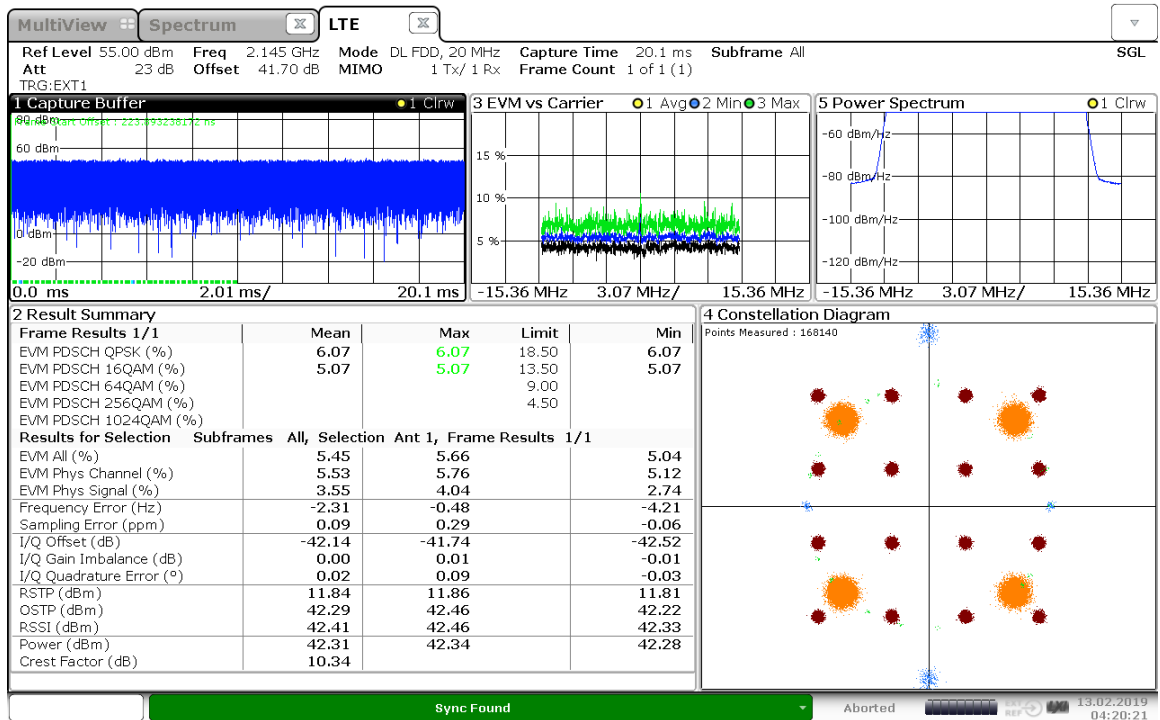 MultiView Spectrum LTE
Ref Level 55.00 dBm Freq 2.145 GHz Mode DL FDD, 20 MHz Capture Time 20.1 ms Subframe All SGL
Att 23 dB Offset 41.70 dB MIMO 1 Tx/ 1 Rx Frame Count 1 of 1 (1)
TRG:EXT1
1 Capture Buffer 1 Clrw
80 dBm
60 dBm
0 dBm
-20 dBm
0.0 ms 2.01 ms/ 20.1 ms
3 EVM vs Carrier 1 Avg 2 Min 3 Max
15 %
10 %
5 %
-15.36 MHz 3.07 MHz/ 15.36 MHz
5 Power Spectrum 1 Clrw
-60 dBm/Hz
-80 dBm/Hz
-100 dBm/Hz
-120 dBm/Hz
-15.36 MHz 3.07 MHz/ 15.36 MHz
2 Result Summary
Frame Results 1/1 Mean Max Limit Min
EVM PDSCH QPSK (%) 6.07 6.07 18.50 6.07
EVM PDSCH 16QAM (%) 5.07 5.07 13.50 5.07
EVM PDSCH 64QAM (%) 9.00
EVM PDSCH 256QAM (%) 4.50
EVM PDSCH 1024QAM (%)
Results for Selection Subframes All, Selection Ant 1, Frame Results 1/1
EVM All (%) 5.45 5.66 5.04
EVM Phys Channel (%) 5.53 5.76 5.12
EVM Phys Signal (%) 3.55 4.04 2.74
Frequency Error (Hz) -2.31 -0.48 -4.21
Sampling Error (ppm) 0.09 0.29 -0.06
I/Q Offset (dB) -42.14 -41.74 -42.52
I/Q Gain Imbalance (dB) 0.00 0.01 -0.01
I/Q Quadrature Error (°) 0.02 0.09 -0.03
RSTP (dBm) 11.84 11.86 11.81
OSTP (dBm) 42.29 42.46 42.22
RSSI (dBm) 42.41 42.46 42.33
Power (dBm) 42.31 42.34 42.28
Crest Factor (dB) 10.34
4 Constellation Diagram
Points Measured : 168140
Sync Found
Aborted
13.02.2019
04:20:21